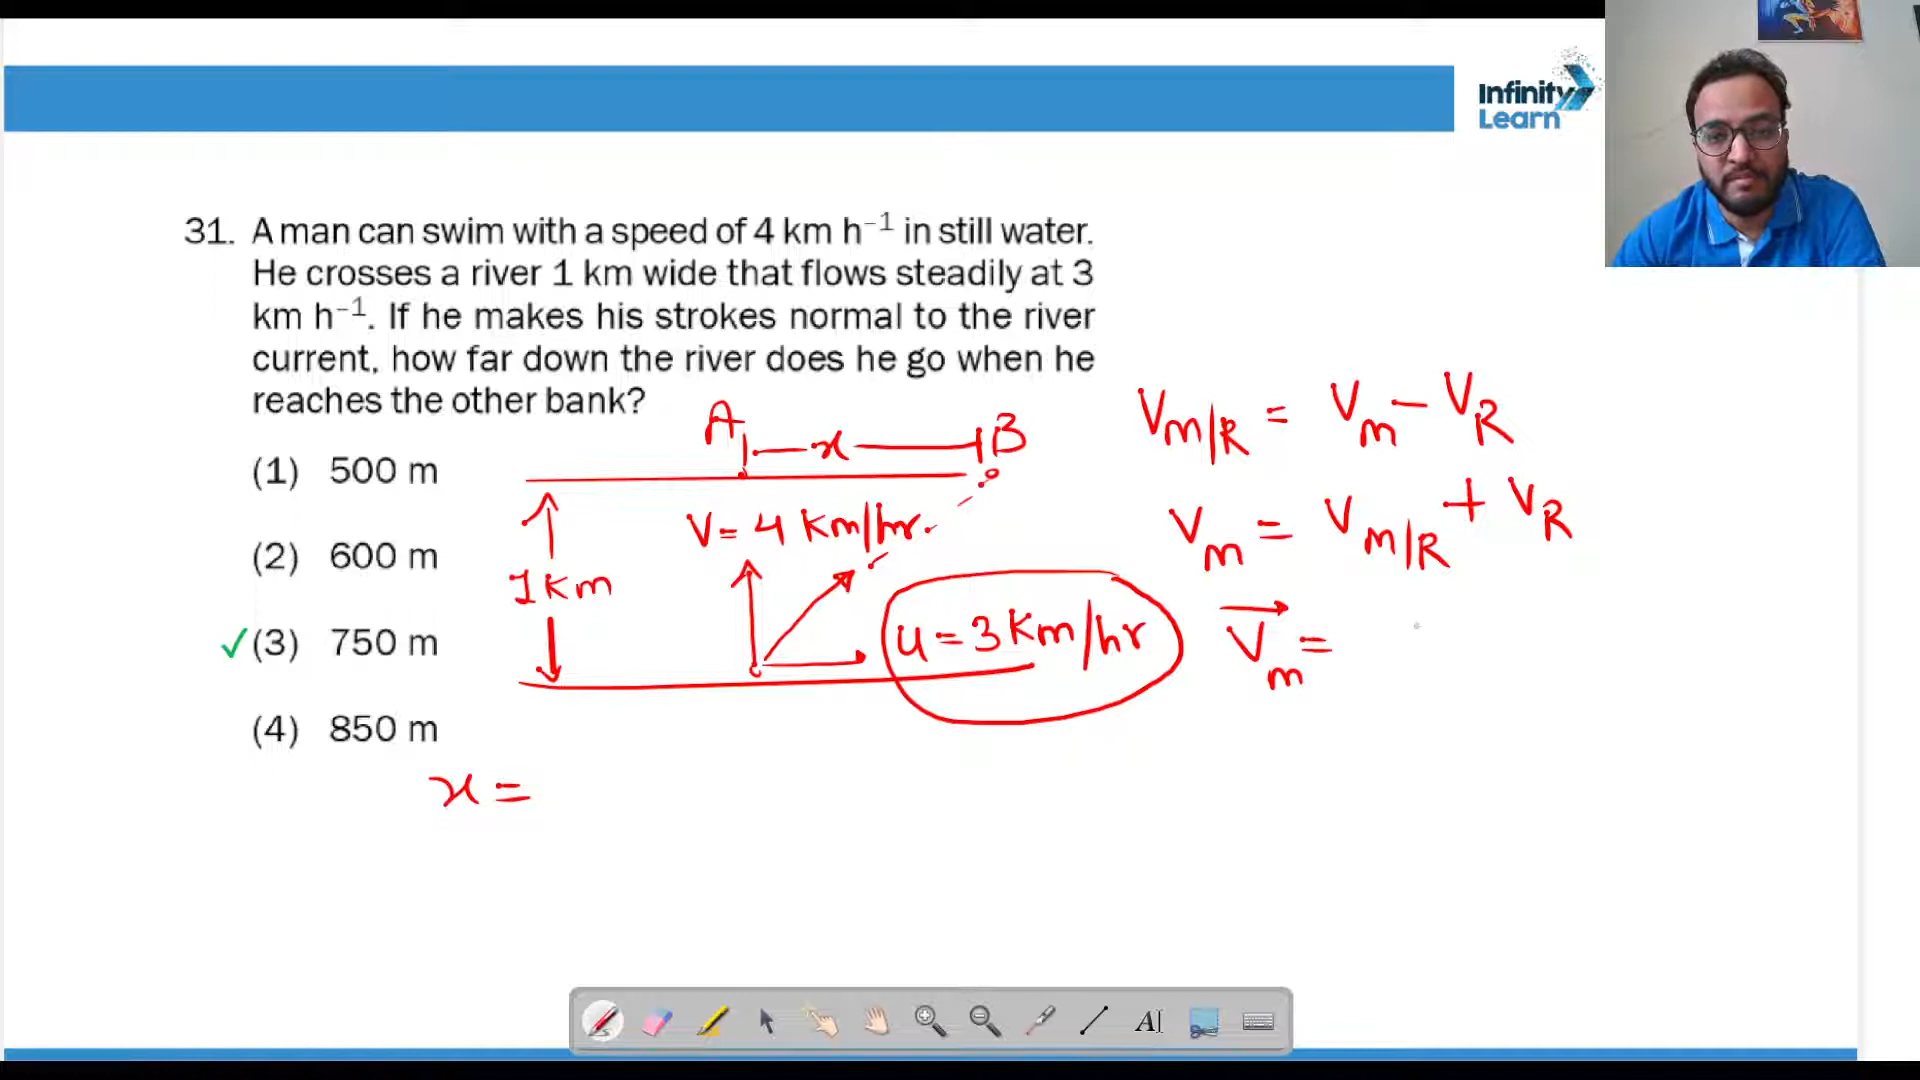 Infinity
Learn
31. A man can swim with a speed of 4 km h⁻¹ in still water.
He crosses a river 1 km wide that flows steadily at 3
km h⁻¹. If he makes his strokes normal to the river
current, how far down the river does he go when he
reaches the other bank?
(1) 500 m
(2) 600 m
✓(3) 750 m
(4) 850 m
A x B
V = 4 Km/hr.
1 Km
u = 3 Km/hr
x =
V_m/R = V_m − V_R
V_m = V_m/R + V_R
V⃗_m =
AI